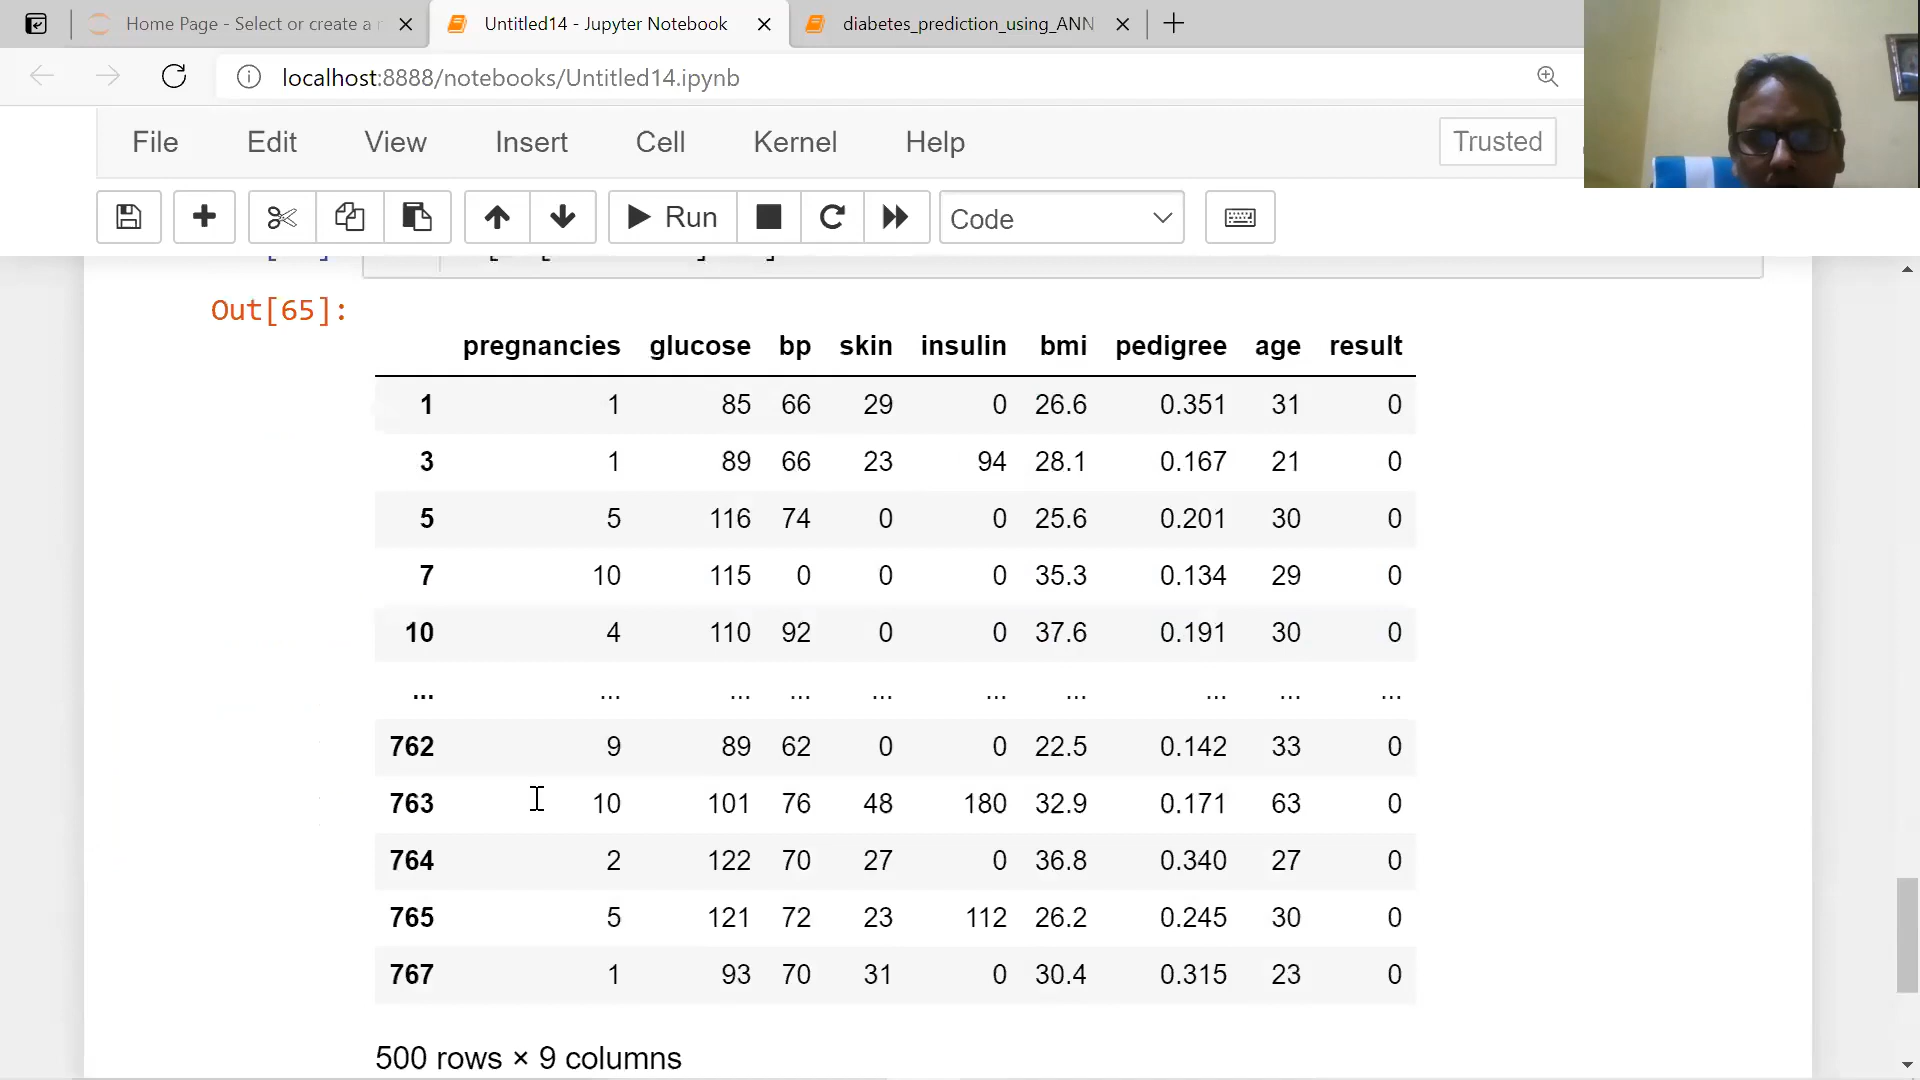 Home Page - Select or create a n
Untitled14 - Jupyter Notebook
diabetes_prediction_using_ANN
localhost:8888/notebooks/Untitled14.ipynb
File Edit View Insert Cell Kernel Help Trusted
Run Code
Out[65]:
pregnancies glucose bp skin insulin bmi pedigree age result
1 1 85 66 29 0 26.6 0.351 31 0
3 1 89 66 23 94 28.1 0.167 21 0
5 5 116 74 0 0 25.6 0.201 30 0
7 10 115 0 0 0 35.3 0.134 29 0
10 4 110 92 0 0 37.6 0.191 30 0
... ... ... ... ... ... ... ... ... ...
762 9 89 62 0 0 22.5 0.142 33 0
763 10 101 76 48 180 32.9 0.171 63 0
764 2 122 70 27 0 36.8 0.340 27 0
765 5 121 72 23 112 26.2 0.245 30 0
767 1 93 70 31 0 30.4 0.315 23 0
500 rows × 9 columns